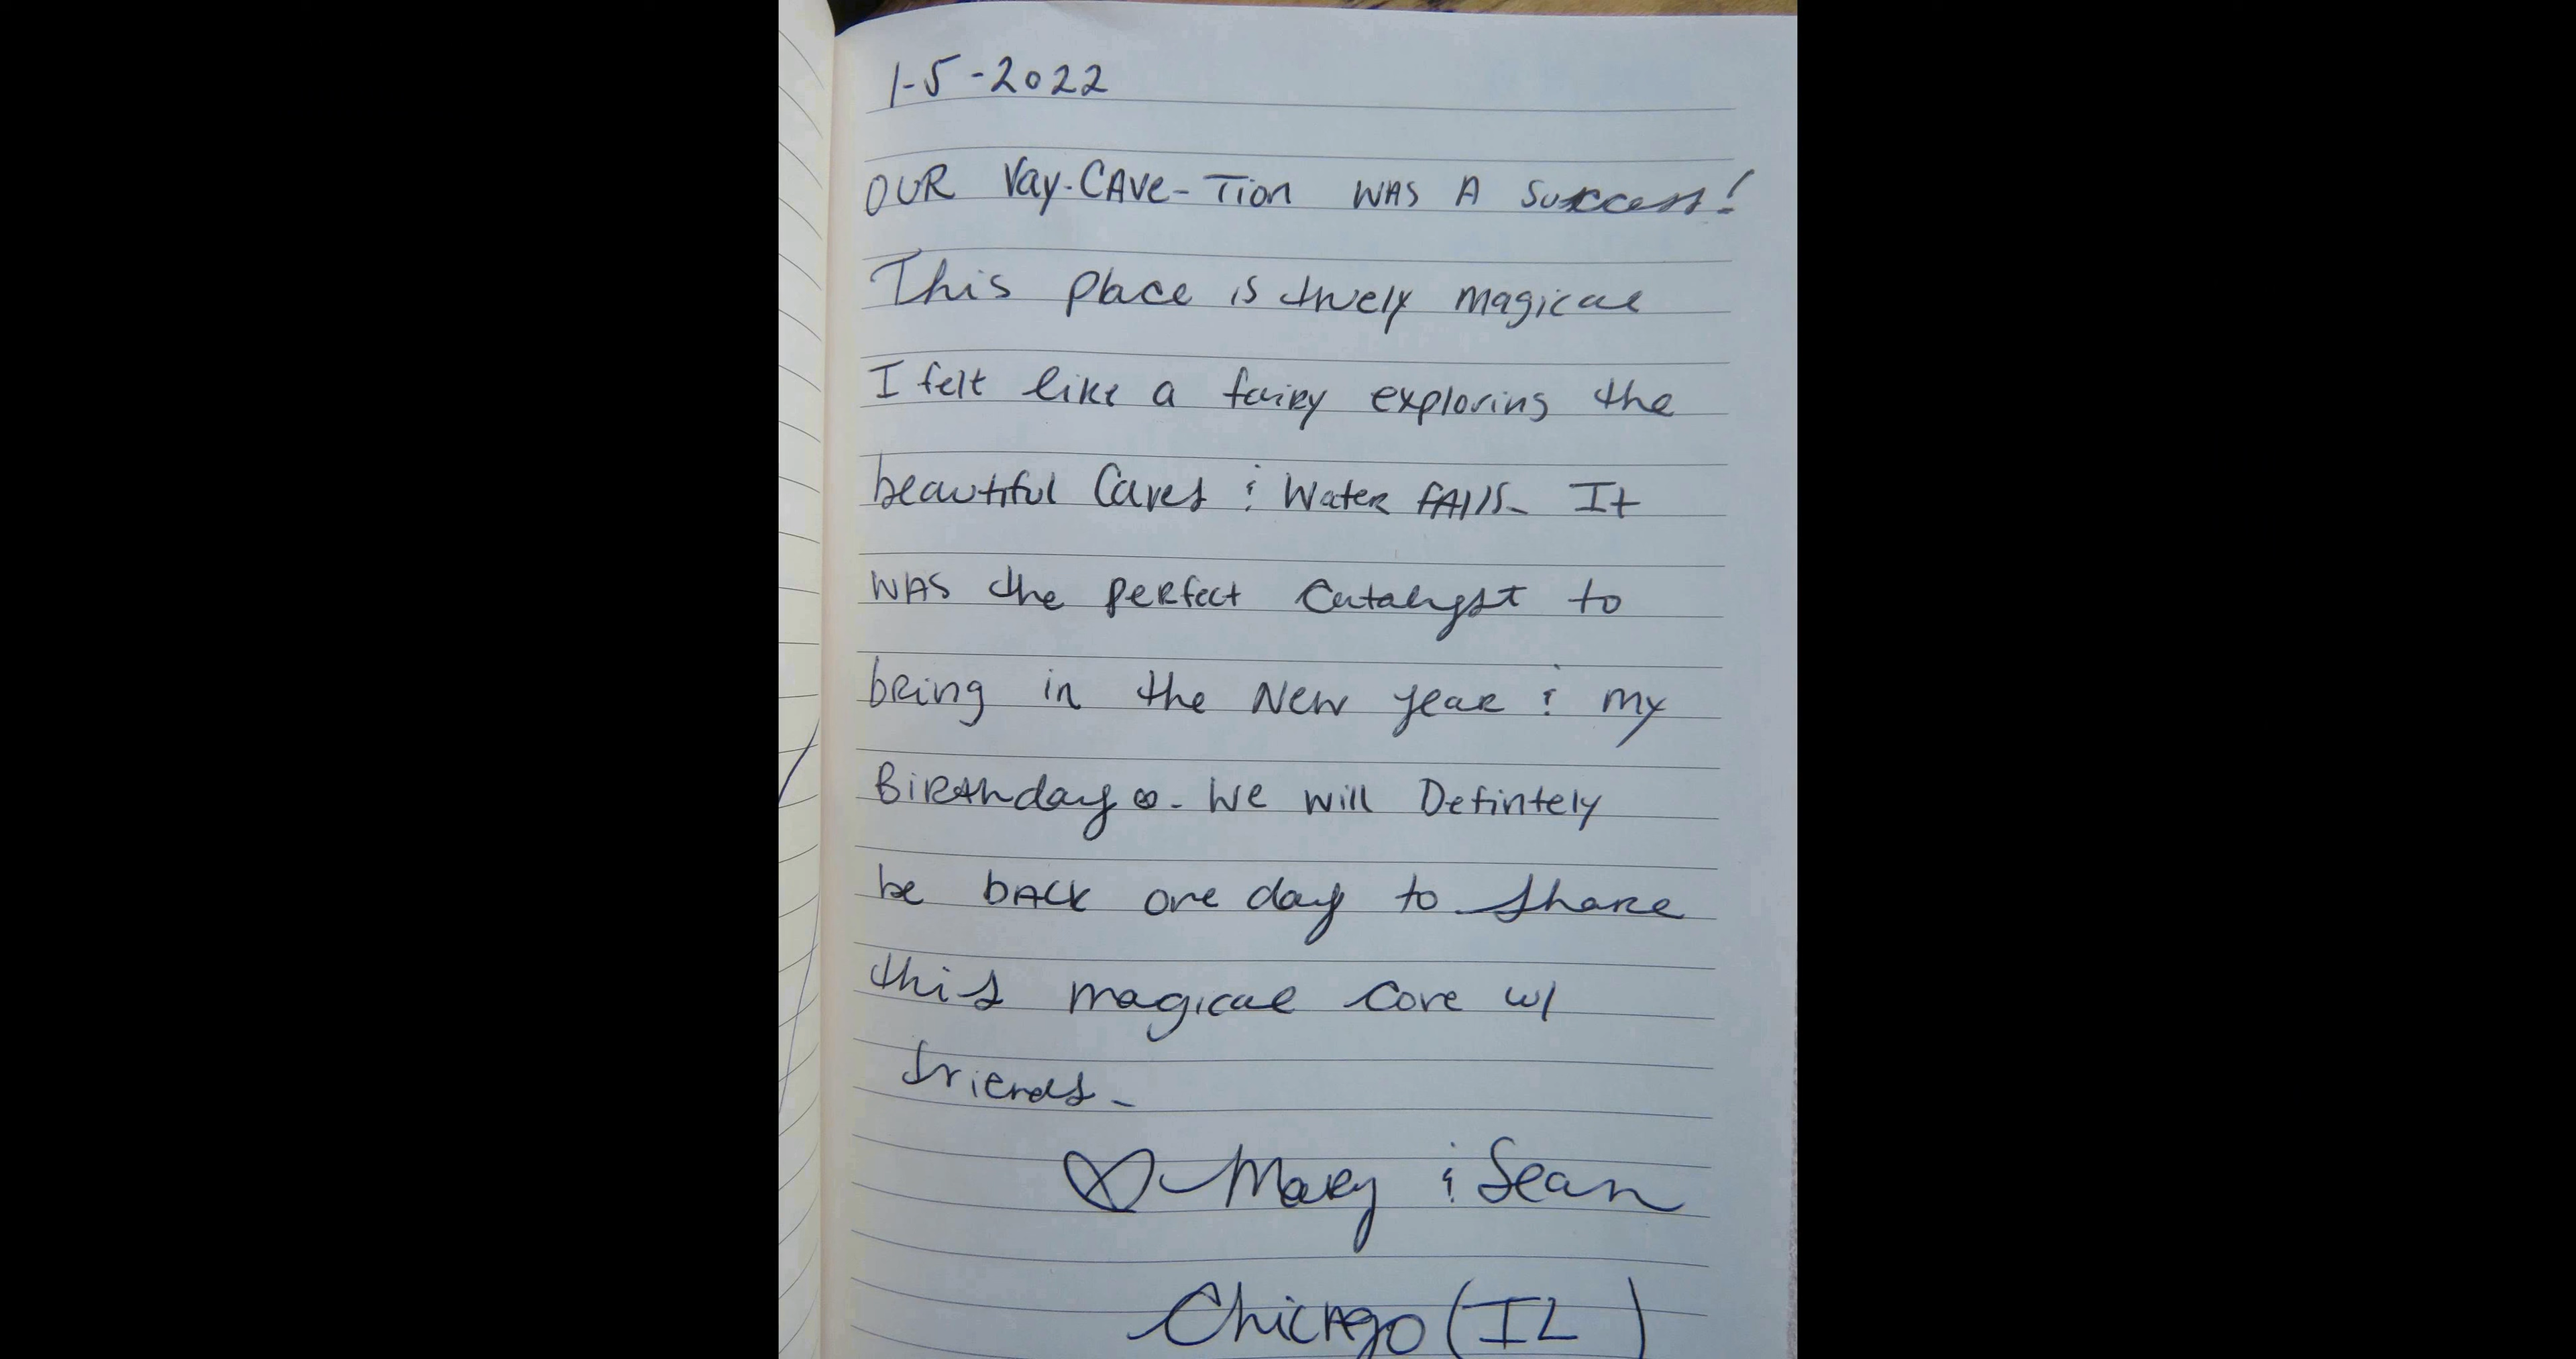 1-5-2022
OUR Vay-CAVe-Tion WAS A Success!
This place is truely magical
I felt like a fairy exploring the
beautiful Caves & Water fAlls. It
WAS the perfect Catalyst to
bring in the New year & my
Birthday ∞. We will Defintely
be bACK one day to share
this magical Cove w/
friends.
♡ Mary & Sean
Chicago (IL)